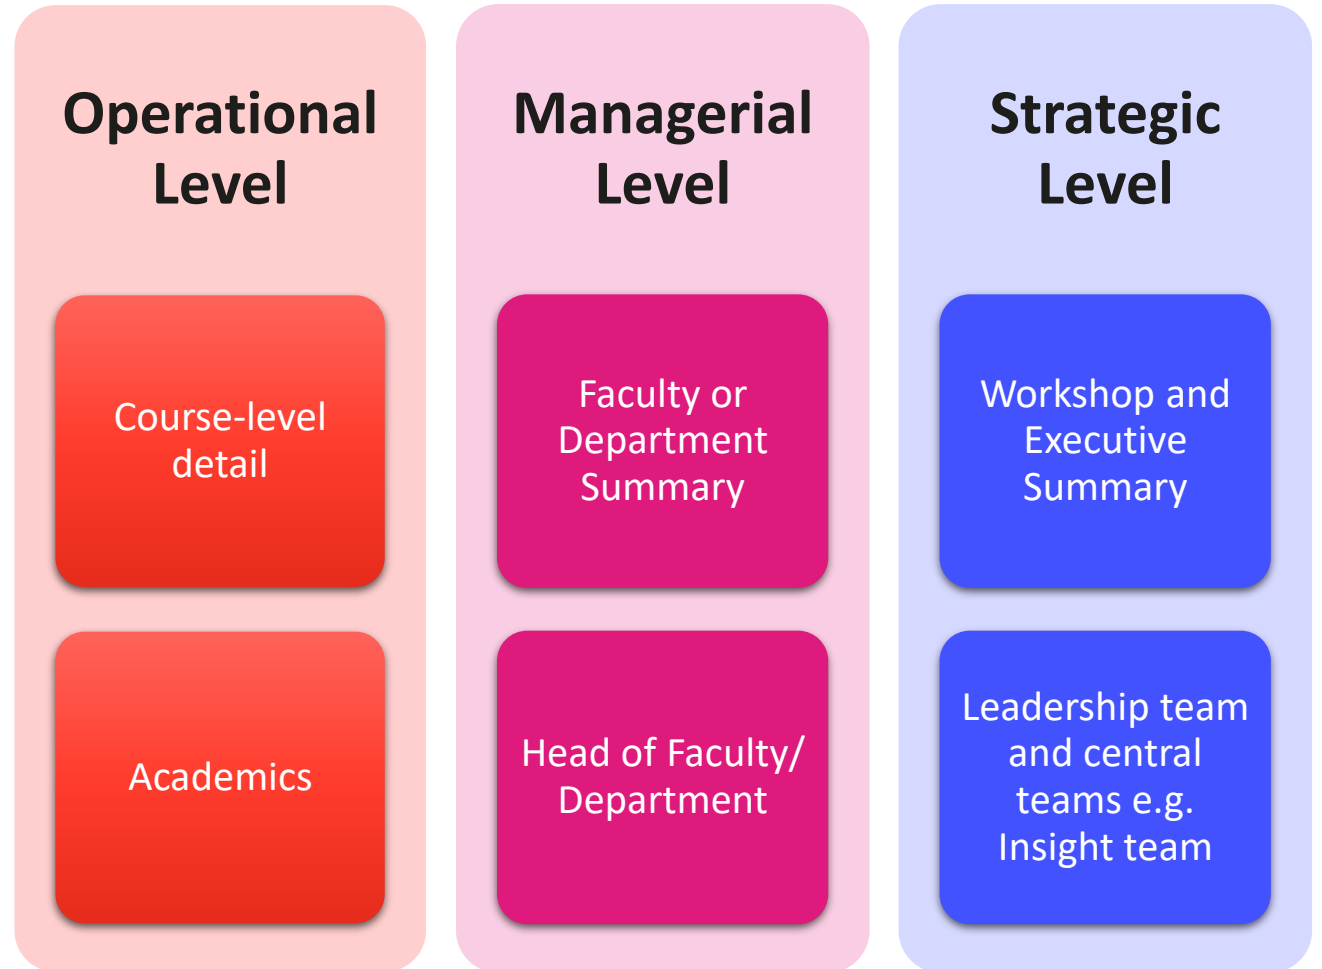 Operational
Level
Course-level
detail
Academics
Managerial
Level
Faculty or
Department
Summary
Head of Faculty/
Department
Strategic
Level
Workshop and
Executive
Summary
Leadership team
and central
teams e.g.
Insight team